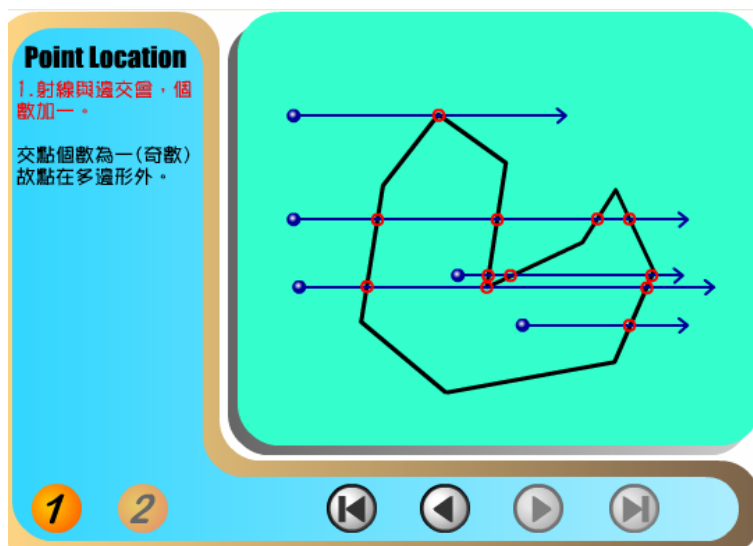 Point Location
1.射線與邊交會，個
數加一。
交點個數為一(奇數)
故點在多邊形外。
1
2